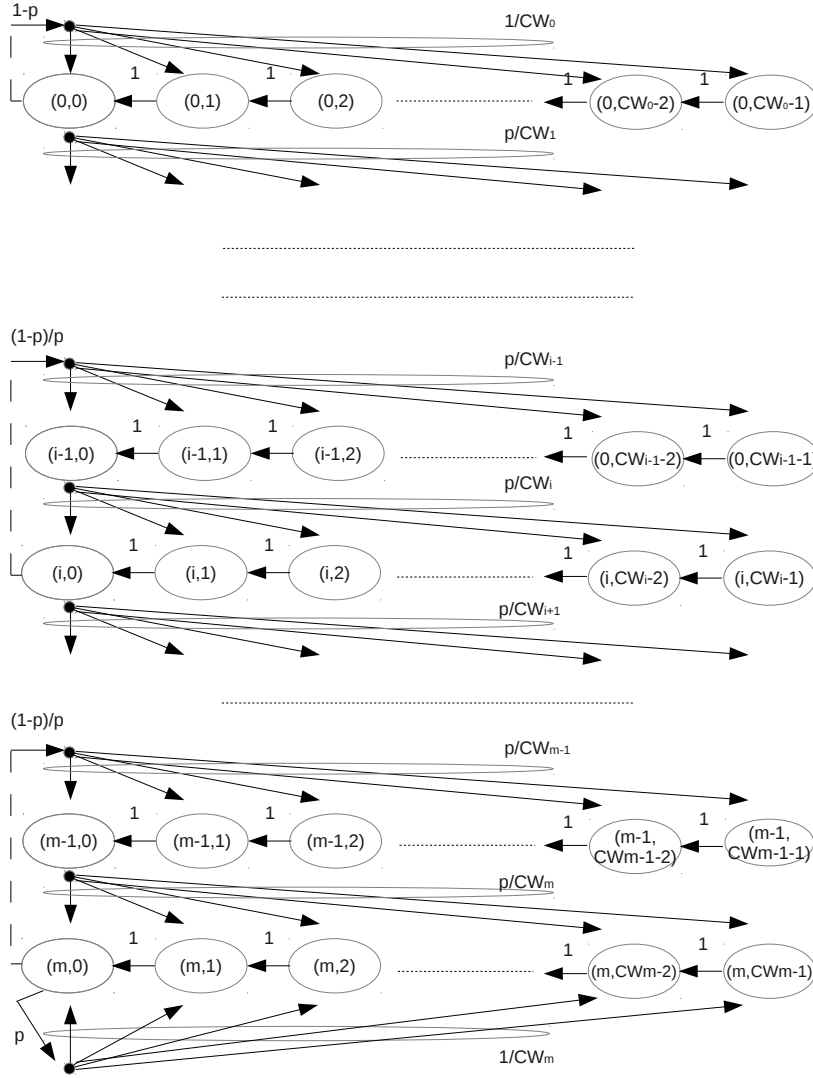 1-p
1/CW0
1 1 1 1
(0,0) (0,1) (0,2) (0,CW0-2) (0,CW0-1)
p/CW1
(1-p)/p
p/CWi-1
1 1 1 1
(i-1,0) (i-1,1) (i-1,2) (0,CWi-1-2) (0,CWi-1-1)
p/CWi
1 1 1 1
(i,0) (i,1) (i,2) (i,CWi-2) (i,CWi-1)
p/CWi+1
(1-p)/p
p/CWm-1
1 1 1 1
(m-1,0) (m-1,1) (m-1,2) (m-1, CWm-1-2) (m-1, CWm-1-1)
p/CWm
1 1 1 1
(m,0) (m,1) (m,2) (m,CWm-2) (m,CWm-1)
p
1/CWm